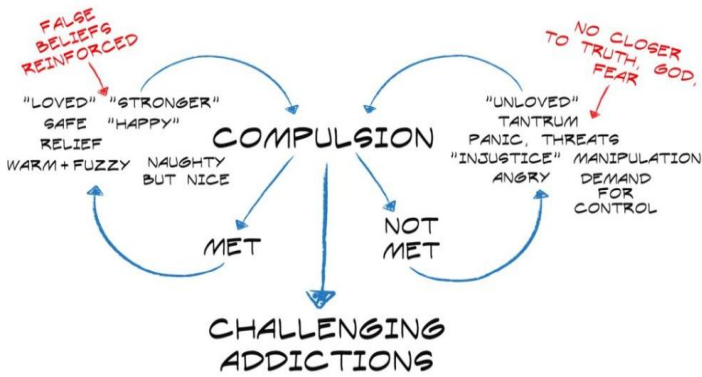 FALSE
BELIEFS
REINFORCED
"LOVED" "STRONGER"
SAFE "HAPPY"
RELIEF
WARM + FUZZY
NAUGHTY
BUT NICE
COMPULSION
NO CLOSER
TO TRUTH, GOD,
FEAR
"UNLOVED"
TANTRUM
PANIC, THREATS
"INJUSTICE" MANIPULATION
ANGRY
DEMAND
FOR
CONTROL
MET
NOT
MET
CHALLENGING
ADDICTIONS